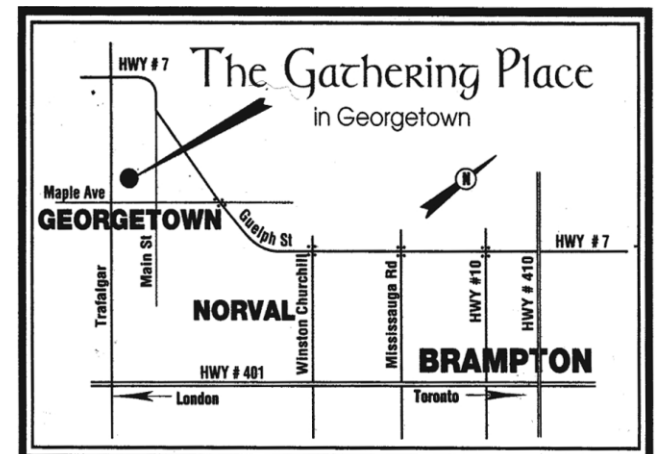 HWY # 7
The Gathering Place
in Georgetown
N
Maple Ave
GEORGETOWN
Guelph St
HWY # 7
Trafalgar
Main St
Winston Churchill
Mississauga Rd
HWY #10
HWY # 410
NORVAL
BRAMPTON
HWY # 401
London
Toronto